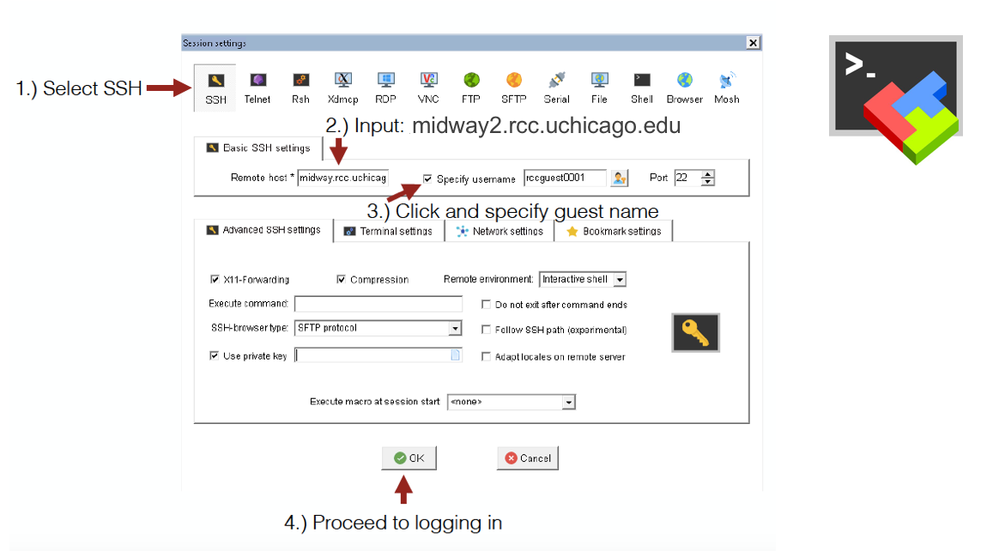 Session settings
1.) Select SSH
SSH Telnet Rsh Xdmcp RDP VNC FTP SFTP Serial File Shell Browser Mosh
2.) Input: midway2.rcc.uchicago.edu
Basic SSH settings
Remote host * midway.rcc.uchicag Specify username rccguest0001 Port 22
3.) Click and specify guest name
Advanced SSH settings Terminal settings Network settings Bookmark settings
X11-Forwarding Compression Remote environment: Interactive shell
Execute command: Do not exit after command ends
SSH-browser type: SFTP protocol Follow SSH path (experimental)
Use private key Adapt locales on remote server
Execute macro at session start <none>
OK Cancel
4.) Proceed to logging in